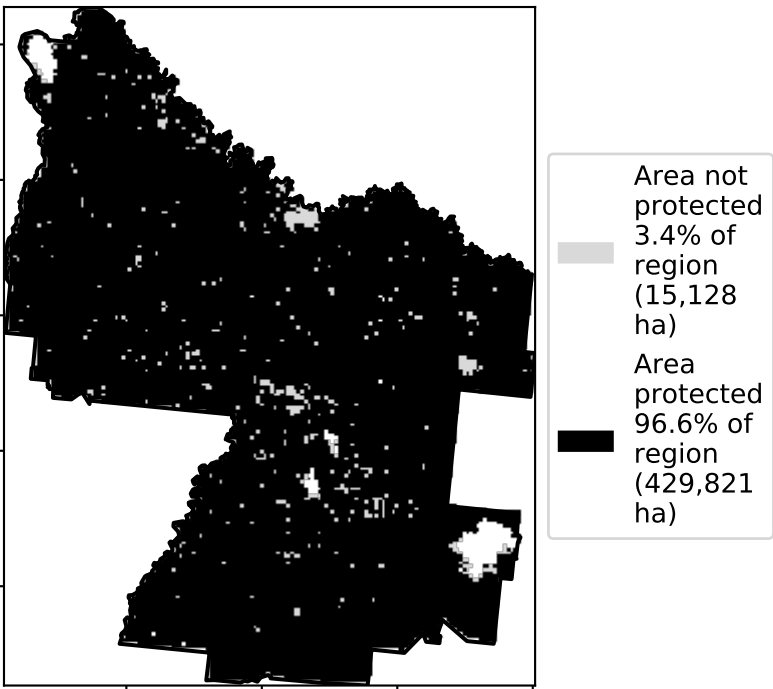 Area not
protected
3.4% of
region
(15,128
ha)
Area
protected
96.6% of
region
(429,821
ha)